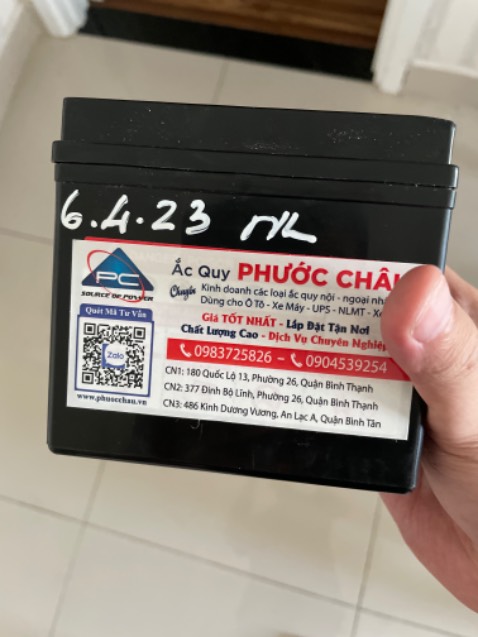 6.4.23
PC
SOURCE OF POWER
Quét Mã Tư Vấn
Zalo
www.phuocchau.vn
Ắc Quy PHƯỚC CHÂU
Chuyên Kinh doanh các loại ắc quy nội - ngoại
Dùng cho Ô Tô - Xe Máy - UPS - NLMT -
Giá TỐT NHẤT - Lắp Đặt Tận Nơi
Chất Lượng Cao - Dịch Vụ Chuyên Nghiệp
0983725826 - 0904539254
CN1: 180 Quốc Lộ 13, Phường 26, Quận Bình Thạnh
CN2: 377 Đinh Bộ Lĩnh, Phường 26, Quận Bình Thạnh
CN3: 486 Kinh Dương Vương, An Lạc A, Quận Bình Tân